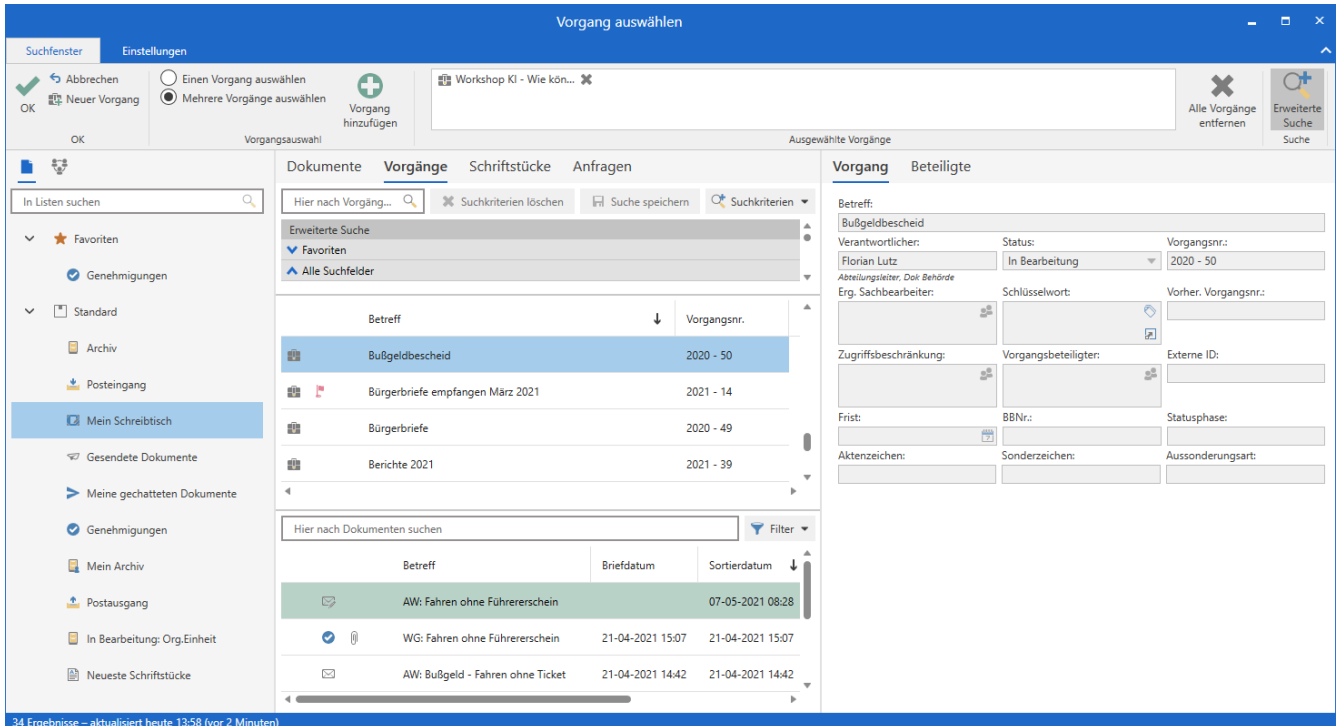 Vorgang auswählen
Suchfenster Einstellungen
OK
Abbrechen
Neuer Vorgang
OK
Einen Vorgang auswählen
Mehrere Vorgänge auswählen
Vorgang
hinzufügen
Vorgangsauswahl
Workshop KI - Wie kön...
Ausgewählte Vorgänge
Alle Vorgänge
entfernen
Erweiterte
Suche
Suche
In Listen suchen
Favoriten
Genehmigungen
Standard
Archiv
Posteingang
Mein Schreibtisch
Gesendete Dokumente
Meine gechatteten Dokumente
Genehmigungen
Mein Archiv
Postausgang
In Bearbeitung: Org.Einheit
Neueste Schriftstücke
Dokumente Vorgänge Schriftstücke Anfragen
Hier nach Vorgäng... Suchkriterien löschen Suche speichern Suchkriterien
Erweiterte Suche
Favoriten
Alle Suchfelder
Betreff Vorgangsnr.
Bußgeldbescheid 2020 - 50
Bürgerbriefe empfangen März 2021 2021 - 14
Bürgerbriefe 2020 - 49
Berichte 2021 2021 - 39
Hier nach Dokumenten suchen Filter
Betreff Briefdatum Sortierdatum
AW: Fahren ohne Führererschein 07-05-2021 08:28
WG: Fahren ohne Führererschein 21-04-2021 15:07 21-04-2021 15:07
AW: Bußgeld - Fahren ohne Ticket 21-04-2021 14:42 21-04-2021 14:42
Vorgang Beteiligte
Betreff:
Bußgeldbescheid
Verantwortlicher: Status: Vorgangsnr.:
Florian Lutz In Bearbeitung 2020 - 50
Abteilungsleiter, Dok Behörde
Erg. Sachbearbeiter: Schlüsselwort: Vorher. Vorgangsnr.:
Zugriffsbeschränkung: Vorgangsbeteiligter: Externe ID:
Frist: BBNr.: Statusphase:
Aktenzeichen: Sonderzeichen: Aussonderungsart:
34 Ergebnisse – aktualisiert heute 13:58 (vor 2 Minuten)